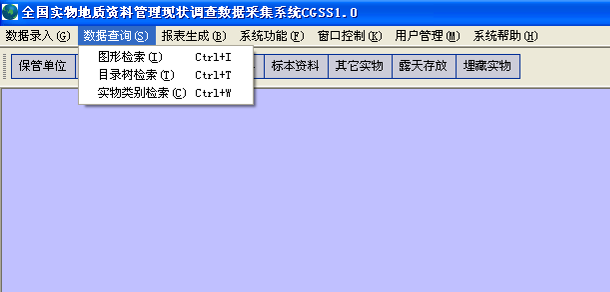 全国实物地质资料管理现状调查数据采集系统CGSS1.0
数据录入(G) 数据查询(S) 报表生成(B) 系统功能(F) 窗口控制(K) 用户管理(M) 系统帮助(H)
保管单位 标本资料 其它实物 露天存放 埋藏实物
图形检索(I) Ctrl+I
目录树检索(T) Ctrl+T
实物类别检索(C) Ctrl+W